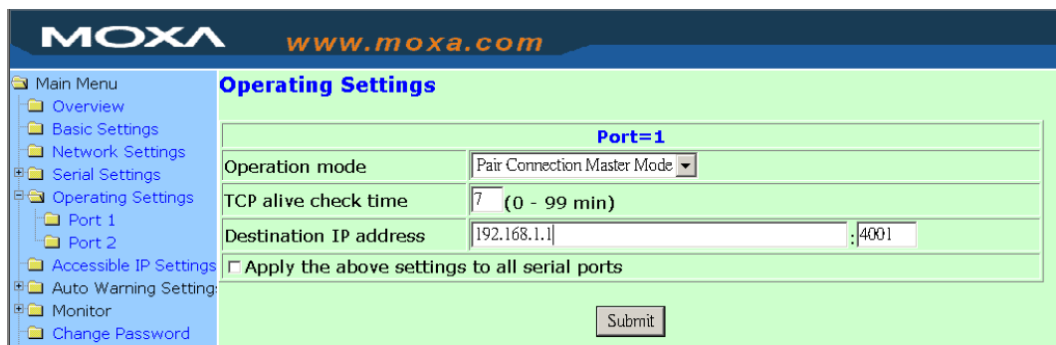 MOXA www.moxa.com
Main Menu
Overview
Basic Settings
Network Settings
Serial Settings
Operating Settings
Port 1
Port 2
Accessible IP Settings
Auto Warning Setting
Monitor
Change Password
Operating Settings
Port=1
Operation mode Pair Connection Master Mode
TCP alive check time 7 (0 - 99 min)
Destination IP address 192.168.1.1 : 4001
Apply the above settings to all serial ports
Submit